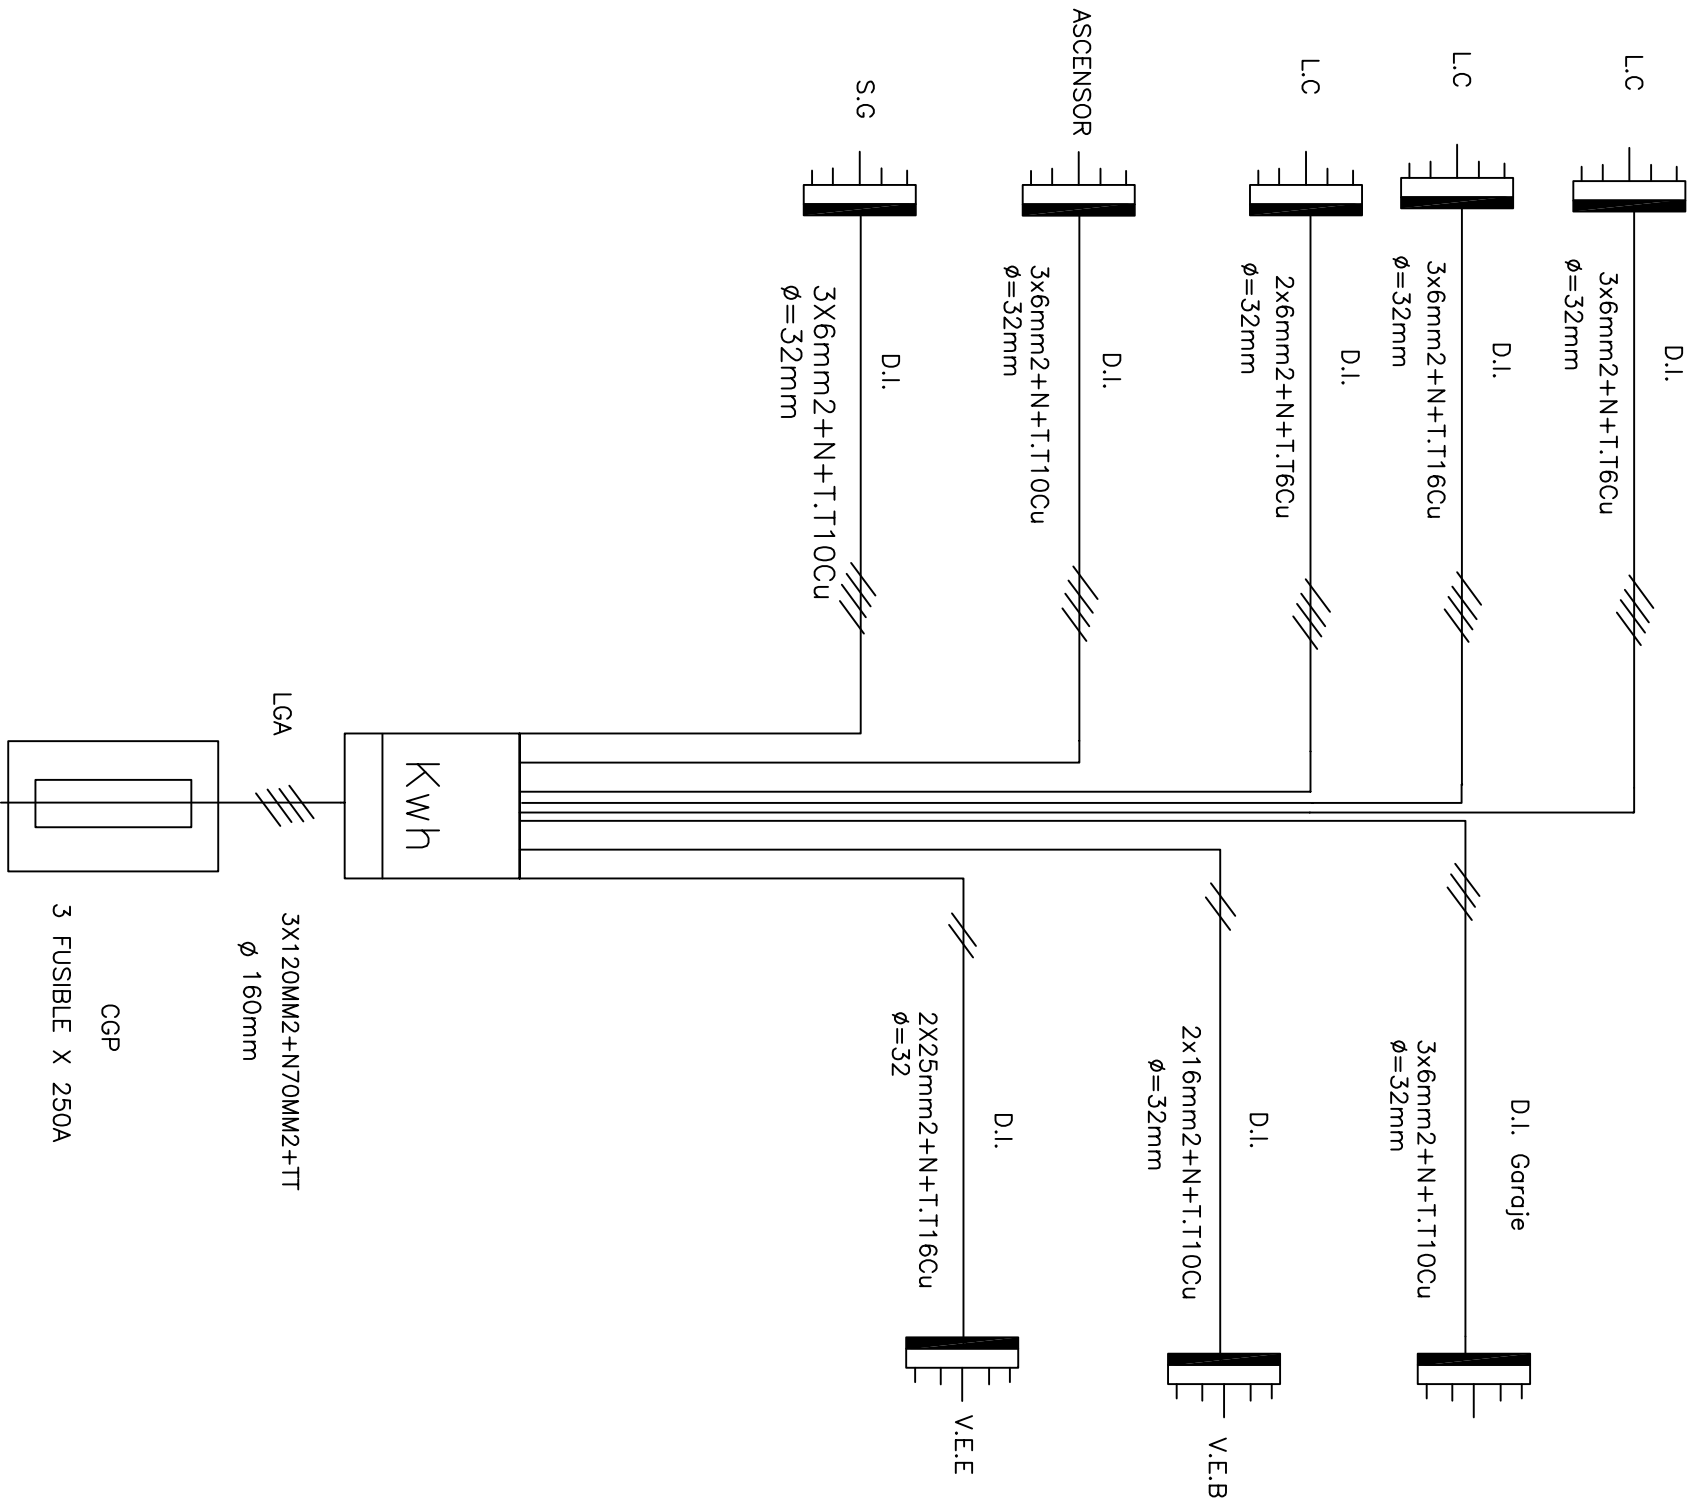 L.C
D.I.
3x6mm2+N+T.T6Cu
ø=32mm
L.C
D.I.
3x6mm2+N+T.T16Cu
ø=32mm
L.C
D.I.
2x6mm2+N+T.T6Cu
ø=32mm
ASCENSOR
D.I.
3x6mm2+N+T.T10Cu
ø=32mm
S.G
D.I.
3X6mm2+N+T.T10Cu
ø=32mm
D.I. Garaje
3x6mm2+N+T.T10Cu
ø=32mm
D.I.
2x16mm2+N+T.T10Cu
ø=32mm
V.E.B
D.I.
2X25mm2+N+T.T16Cu
ø=32
V.E.E
Kwh
LGA
3X120MM2+N70MM2+TT
ø 160mm
CGP
3 FUSIBLE X 250A